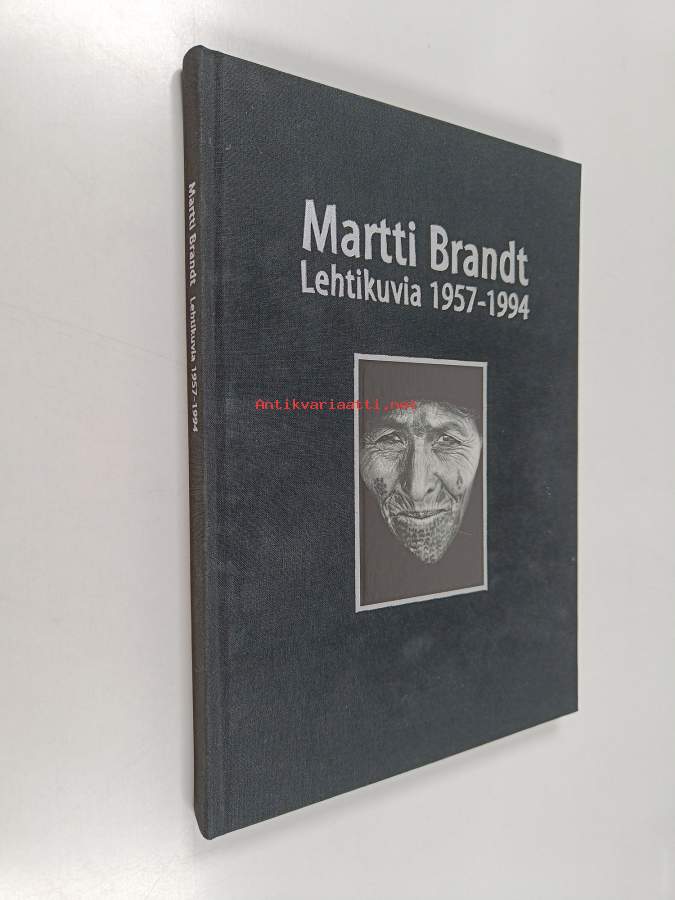 Martti Brandt
Lehtikuvia 1957-1994
Antikvariaatti.net
Martti Brandt Lehtikuvia 1957-1994